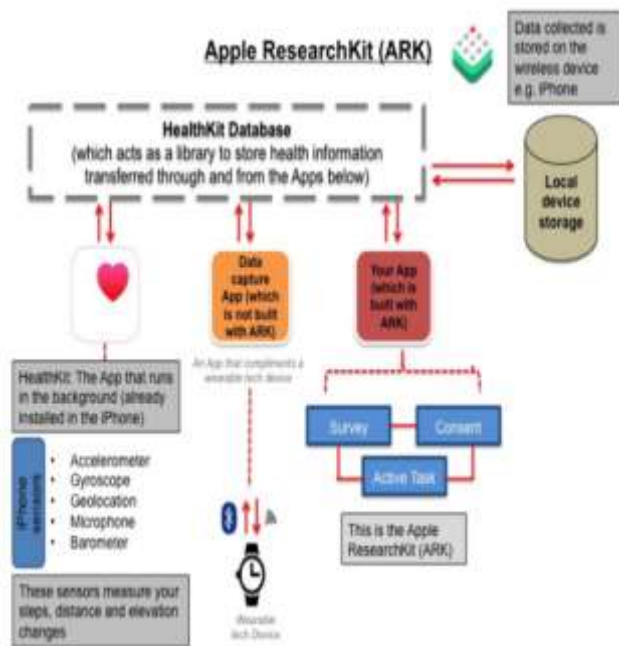 Apple ResearchKit (ARK)
Data collected is
stored on the
wireless device
e.g. iPhone
HealthKit Database
(which acts as a library to store health information
transferred through and from the Apps below)
Local
device
storage
Data
capture
App (which
is not built
with ARK)
Your App
(which is
built with
ARK)
An App that compliments a
wearable tech device
HealthKit: The App that runs
in the background (already
installed in the iPhone)
Survey
Consent
Active Task
iPhone
sensors
• Accelerometer
• Gyroscope
• Geolocation
• Microphone
• Barometer
This is the Apple
ResearchKit (ARK)
These sensors measure your
steps, distance and elevation
changes
Wearable
tech Device